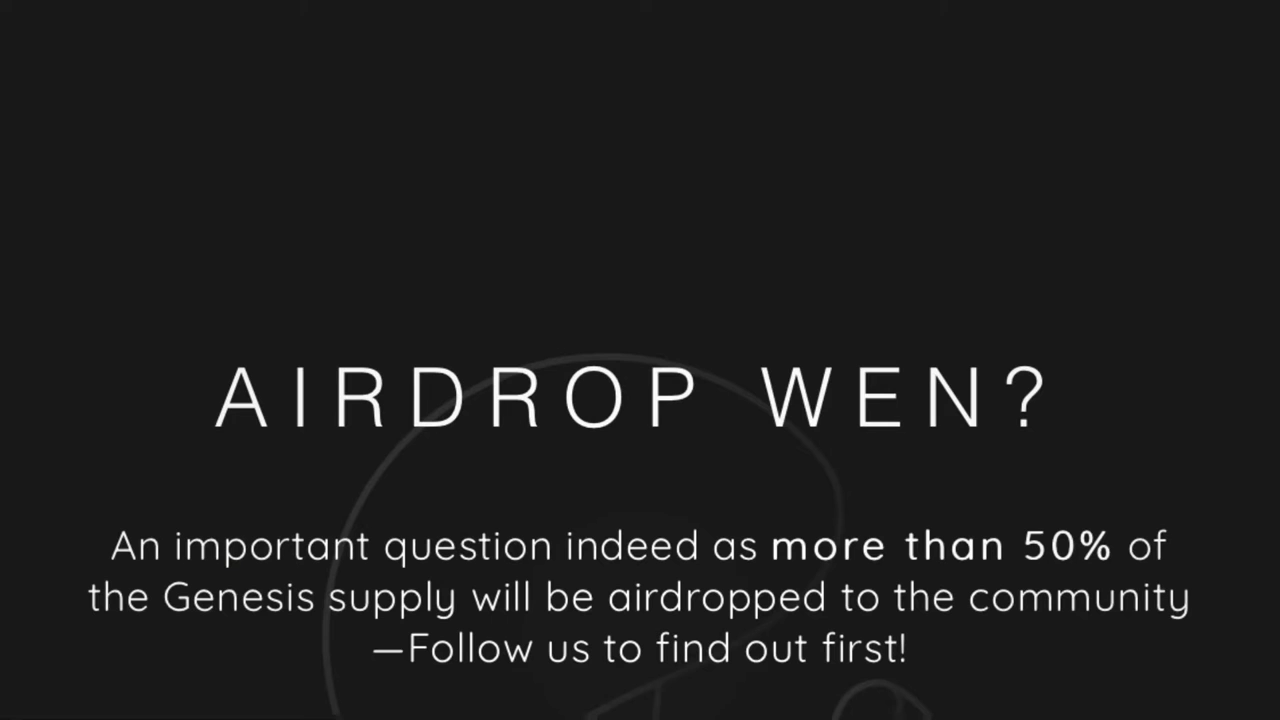 AIRDROP WEN?
An important question indeed as more than 50% of
the Genesis supply will be airdropped to the community
—Follow us to find out first!